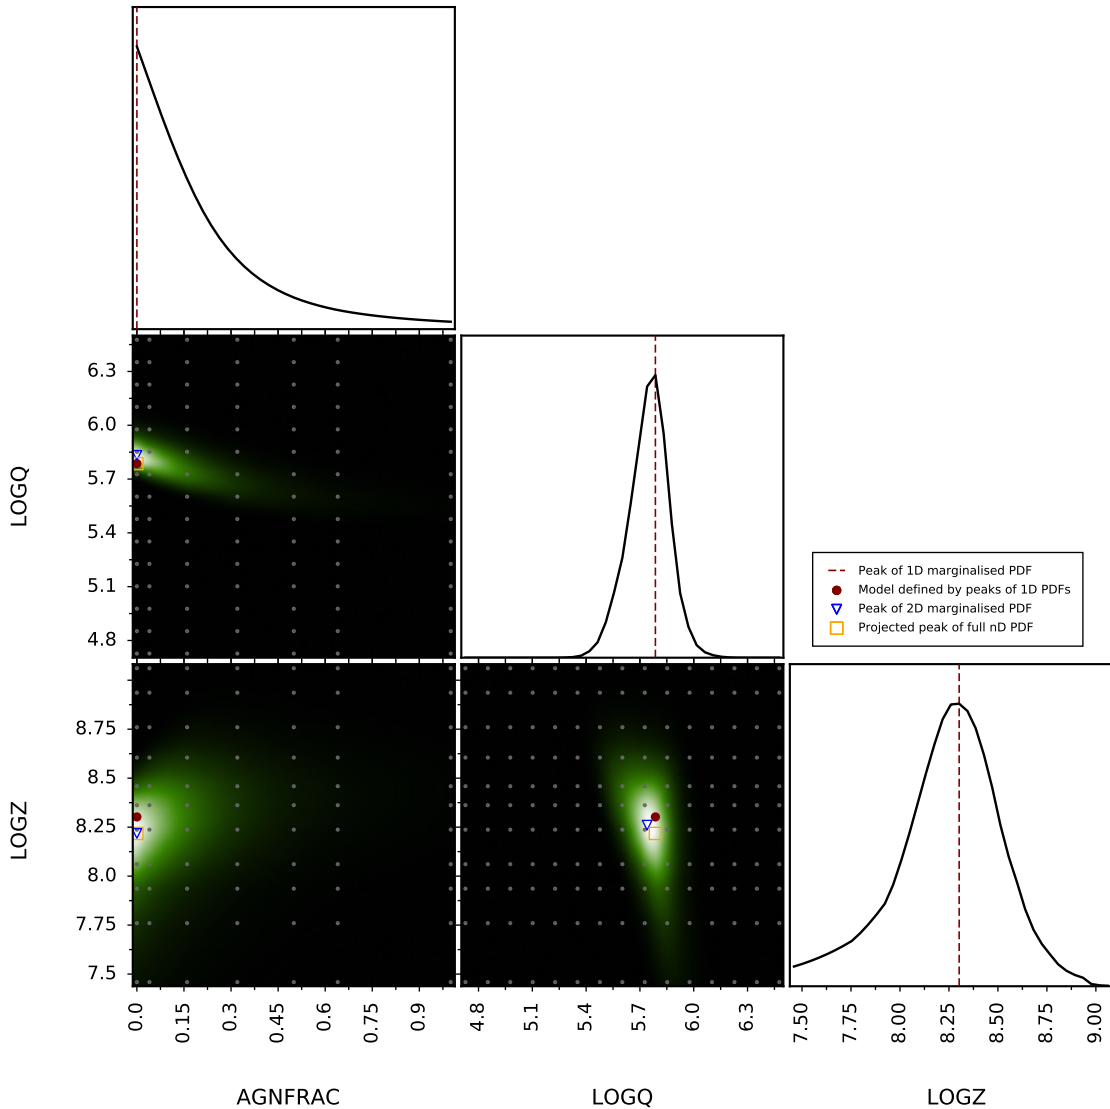 6.3
6.0
5.7
5.4
5.1
4.8
LOGQ
Peak of 1D marginalised PDF
Model defined by peaks of 1D PDFs
Peak of 2D marginalised PDF
Projected peak of full nD PDF
8.75
8.5
8.25
8.0
7.75
7.5
LOGZ
0.0 0.15 0.3 0.45 0.6 0.75 0.9
4.8 5.1 5.4 5.7 6.0 6.3
7.50 7.75 8.00 8.25 8.50 8.75 9.00
AGNFRAC LOGQ LOGZ